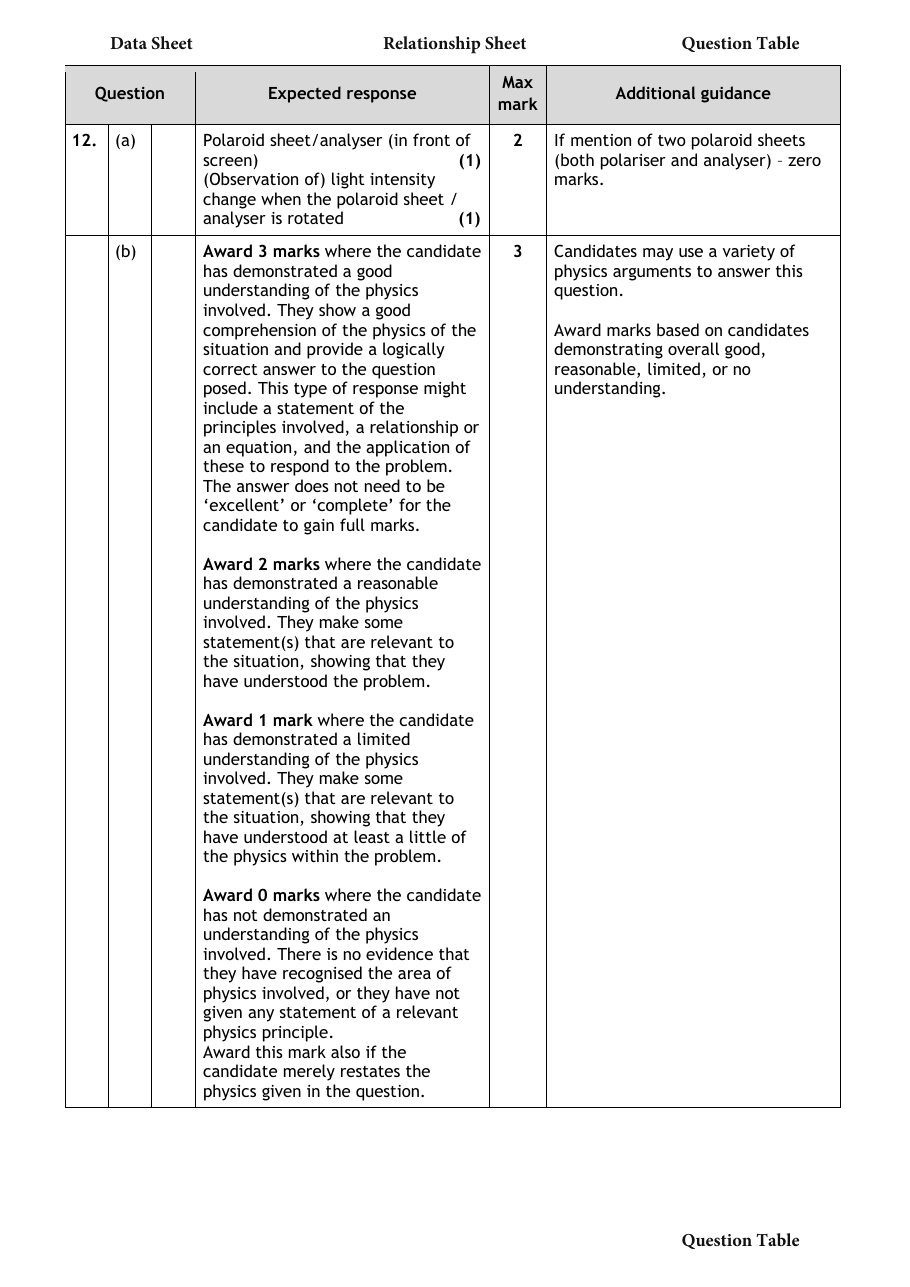 Data Sheet Relationship Sheet Question Table
Question Expected response Max mark Additional guidance
12. (a) Polaroid sheet/analyser (in front of
screen) (1)
(Observation of) light intensity
change when the polaroid sheet /
analyser is rotated (1)
2
If mention of two polaroid sheets
(both polariser and analyser) – zero
marks.
(b) Award 3 marks where the candidate
has demonstrated a good
understanding of the physics
involved. They show a good
comprehension of the physics of the
situation and provide a logically
correct answer to the question
posed. This type of response might
include a statement of the
principles involved, a relationship or
an equation, and the application of
these to respond to the problem.
The answer does not need to be
‘excellent’ or ‘complete’ for the
candidate to gain full marks.
Award 2 marks where the candidate
has demonstrated a reasonable
understanding of the physics
involved. They make some
statement(s) that are relevant to
the situation, showing that they
have understood the problem.
Award 1 mark where the candidate
has demonstrated a limited
understanding of the physics
involved. They make some
statement(s) that are relevant to
the situation, showing that they
have understood at least a little of
the physics within the problem.
Award 0 marks where the candidate
has not demonstrated an
understanding of the physics
involved. There is no evidence that
they have recognised the area of
physics involved, or they have not
given any statement of a relevant
physics principle.
Award this mark also if the
candidate merely restates the
physics given in the question.
3
Candidates may use a variety of
physics arguments to answer this
question.
Award marks based on candidates
demonstrating overall good,
reasonable, limited, or no
understanding.
Question Table